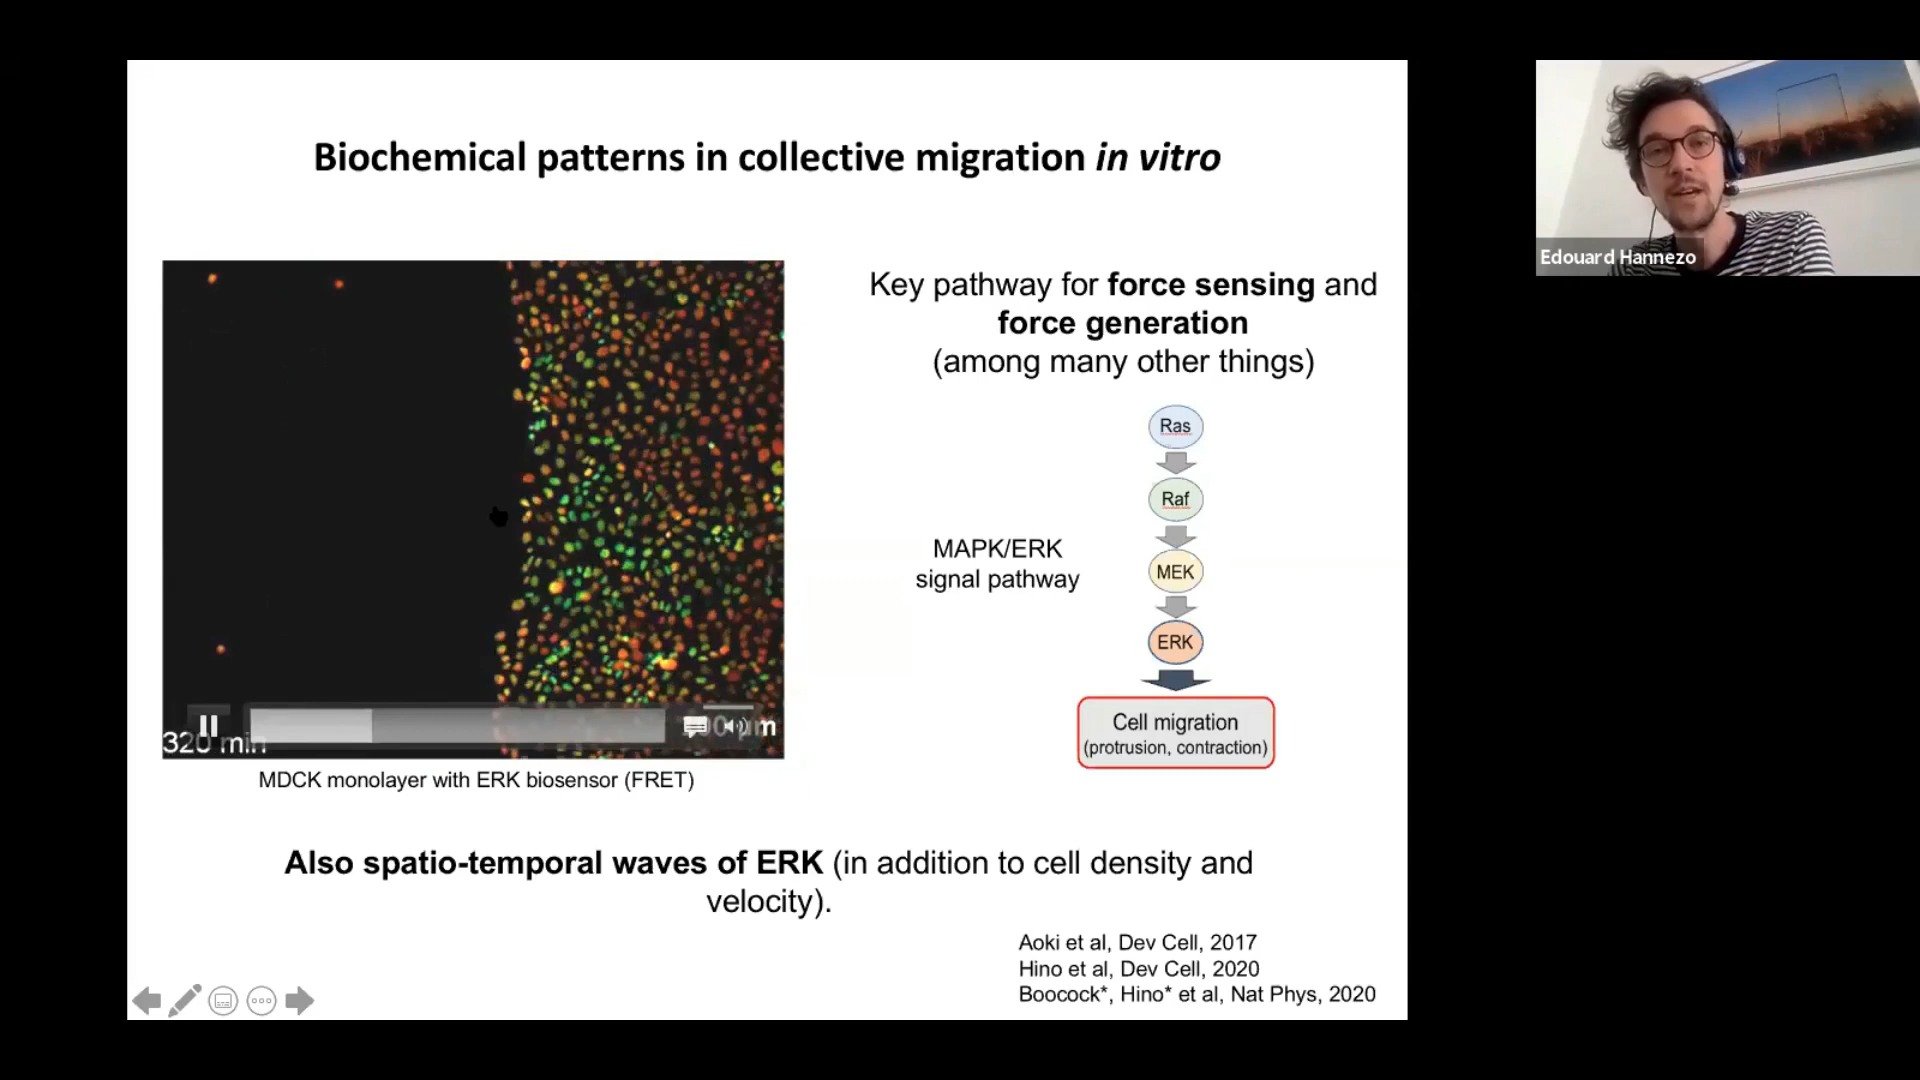 Biochemical patterns in collective migration in vitro
Edouard Hannezo
Key pathway for force sensing and
force generation
(among many other things)
Ras
Raf
MAPK/ERK
signal pathway
MEK
ERK
Cell migration
(protrusion, contraction)
320 min
MDCK monolayer with ERK biosensor (FRET)
Also spatio-temporal waves of ERK (in addition to cell density and
velocity).
Aoki et al, Dev Cell, 2017
Hino et al, Dev Cell, 2020
Boocock*, Hino* et al, Nat Phys, 2020